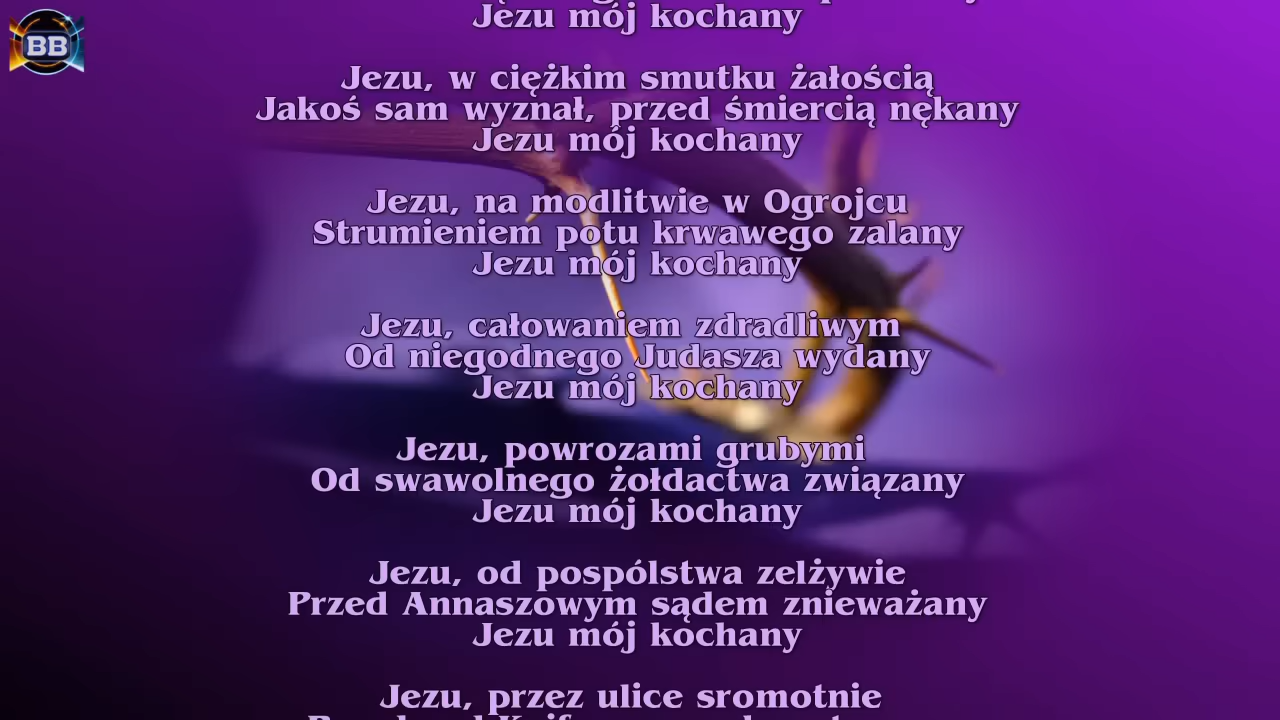 BB
Jezu mój kochany
Jezu, w ciężkim smutku żałością
Jakoś sam wyznał, przed śmiercią nękany
Jezu mój kochany
Jezu, na modlitwie w Ogrojcu
Strumieniem potu krwawego zalany
Jezu mój kochany
Jezu, całowaniem zdradliwym
Od niegodnego Judasza wydany
Jezu mój kochany
Jezu, powrozami grubymi
Od swawolnego żołdactwa związany
Jezu mój kochany
Jezu, od pospólstwa zelżywie
Przed Annaszowym sądem znieważany
Jezu mój kochany
Jezu, przez ulice sromotnie